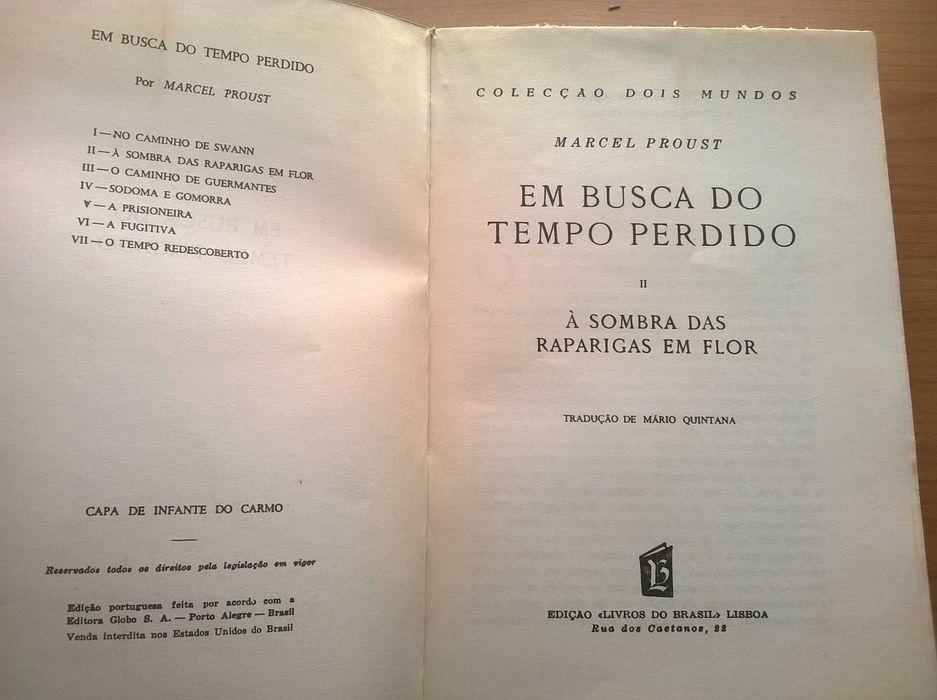 EM BUSCA DO TEMPO PERDIDO
Por MARCEL PROUST
I — NO CAMINHO DE SWANN
II — À SOMBRA DAS RAPARIGAS EM FLOR
III — O CAMINHO DE GUERMANTES
IV — SODOMA E GOMORRA
V — A PRISIONEIRA
VI — A FUGITIVA
VII — O TEMPO REDESCOBERTO
CAPA DE INFANTE DO CARMO
Reservados todos os direitos pela legislação em vigor
Edição portuguesa feita por acordo com a
Editora Globo S. A. — Porto Alegre — Brasil
Venda interdita nos Estados Unidos do Brasil
COLECÇÃO DOIS MUNDOS
MARCEL PROUST
EM BUSCA DO
TEMPO PERDIDO
II
À SOMBRA DAS
RAPARIGAS EM FLOR
TRADUÇÃO DE MÁRIO QUINTANA
LB
EDIÇÃO «LIVROS DO BRASIL» LISBOA
Rua dos Caetanos, 22